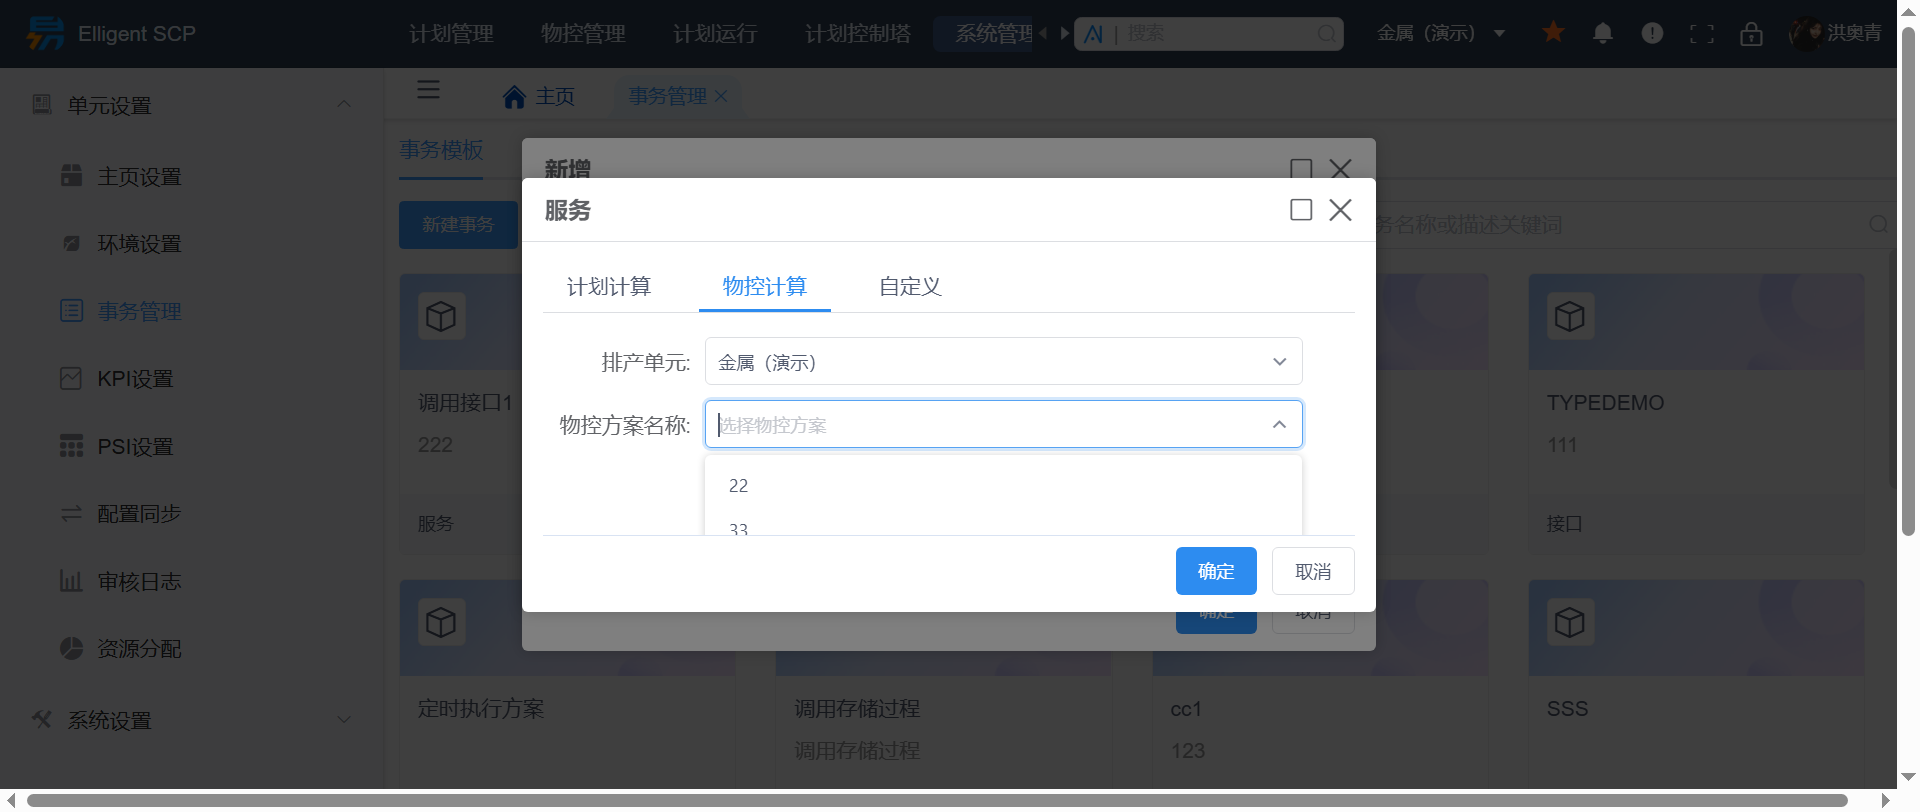 Elligent SCP
计划管理
物控管理
计划运行
计划控制塔
系统管理
AI | 搜索
金属（演示）
洪奥青
单元设置
主页设置
环境设置
事务管理
KPI设置
PSI设置
配置同步
审核日志
资源分配
系统设置
主页
事务管理
事务模板
新建事务
务名称或描述关键词
新增
服务
计划计算
物控计算
自定义
排产单元:
金属（演示）
物控方案名称:
选择物控方案
22
33
确定
取消
确定
取消
调用接口1
222
服务
TYPEDEMO
111
接口
定时执行方案
调用存储过程
调用存储过程
cc1
123
SSS